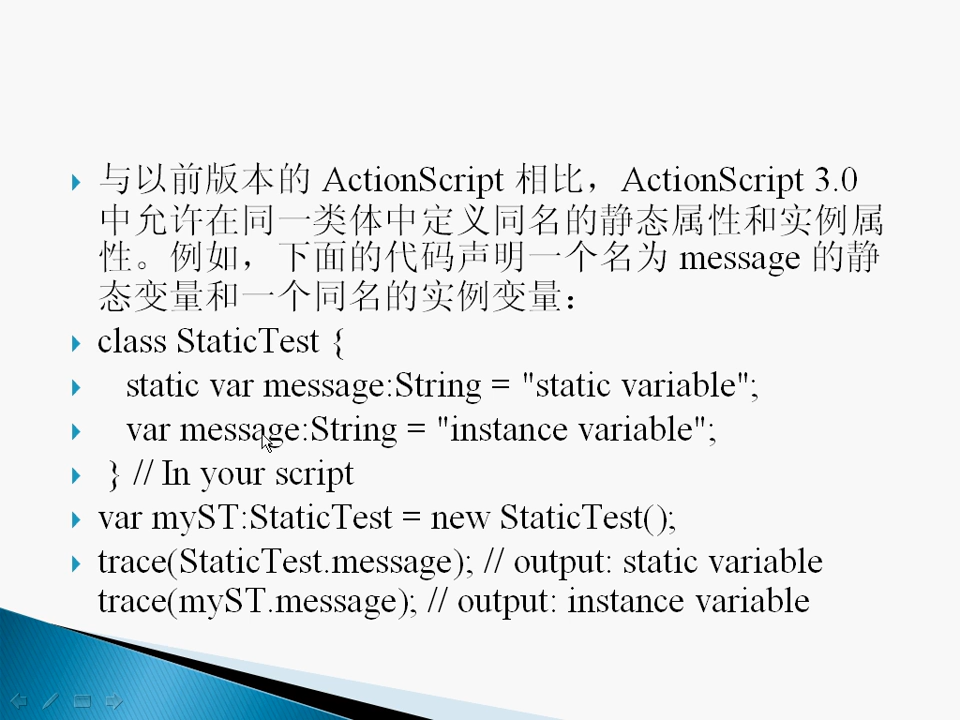 与以前版本的 ActionScript 相比，ActionScript 3.0
中允许在同一类体中定义同名的静态属性和实例属
性。例如，下面的代码声明一个名为 message 的静
态变量和一个同名的实例变量：
class StaticTest {
static var message:String = "static variable";
var message:String = "instance variable";
} // In your script
var myST:StaticTest = new StaticTest();
trace(StaticTest.message); // output: static variable
trace(myST.message); // output: instance variable